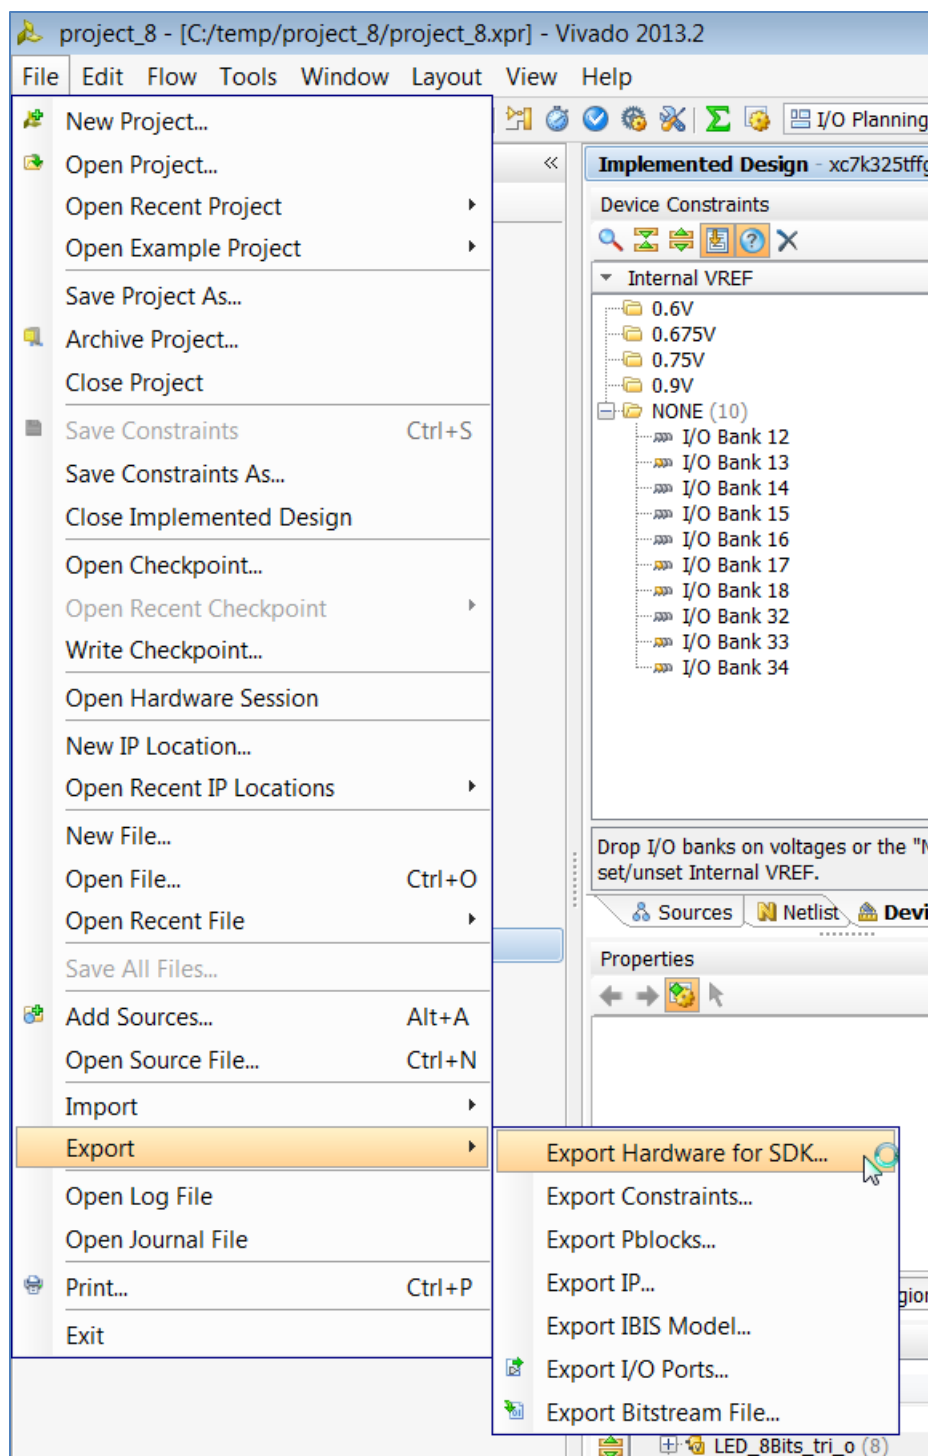 project_8 - [C:/temp/project_8/project_8.xpr] - Vivado 2013.2
File Edit Flow Tools Window Layout View Help
I/O Planning
New Project...
Open Project...
Open Recent Project
Open Example Project
Save Project As...
Archive Project...
Close Project
Save Constraints Ctrl+S
Save Constraints As...
Close Implemented Design
Open Checkpoint...
Open Recent Checkpoint
Write Checkpoint...
Open Hardware Session
New IP Location...
Open Recent IP Locations
New File...
Open File... Ctrl+O
Open Recent File
Save All Files...
Add Sources... Alt+A
Open Source File... Ctrl+N
Import
Export
Open Log File
Open Journal File
Print... Ctrl+P
Exit
Export Hardware for SDK...
Export Constraints...
Export Pblocks...
Export IP...
Export IBIS Model...
Export I/O Ports...
Export Bitstream File...
Implemented Design - xc7k325tffg
Device Constraints
Internal VREF
0.6V
0.675V
0.75V
0.9V
NONE (10)
I/O Bank 12
I/O Bank 13
I/O Bank 14
I/O Bank 15
I/O Bank 16
I/O Bank 17
I/O Bank 18
I/O Bank 32
I/O Bank 33
I/O Bank 34
Drop I/O banks on voltages or the "N
set/unset Internal VREF.
Sources Netlist Devi
Properties
gion
LED_8Bits_tri_o (8)